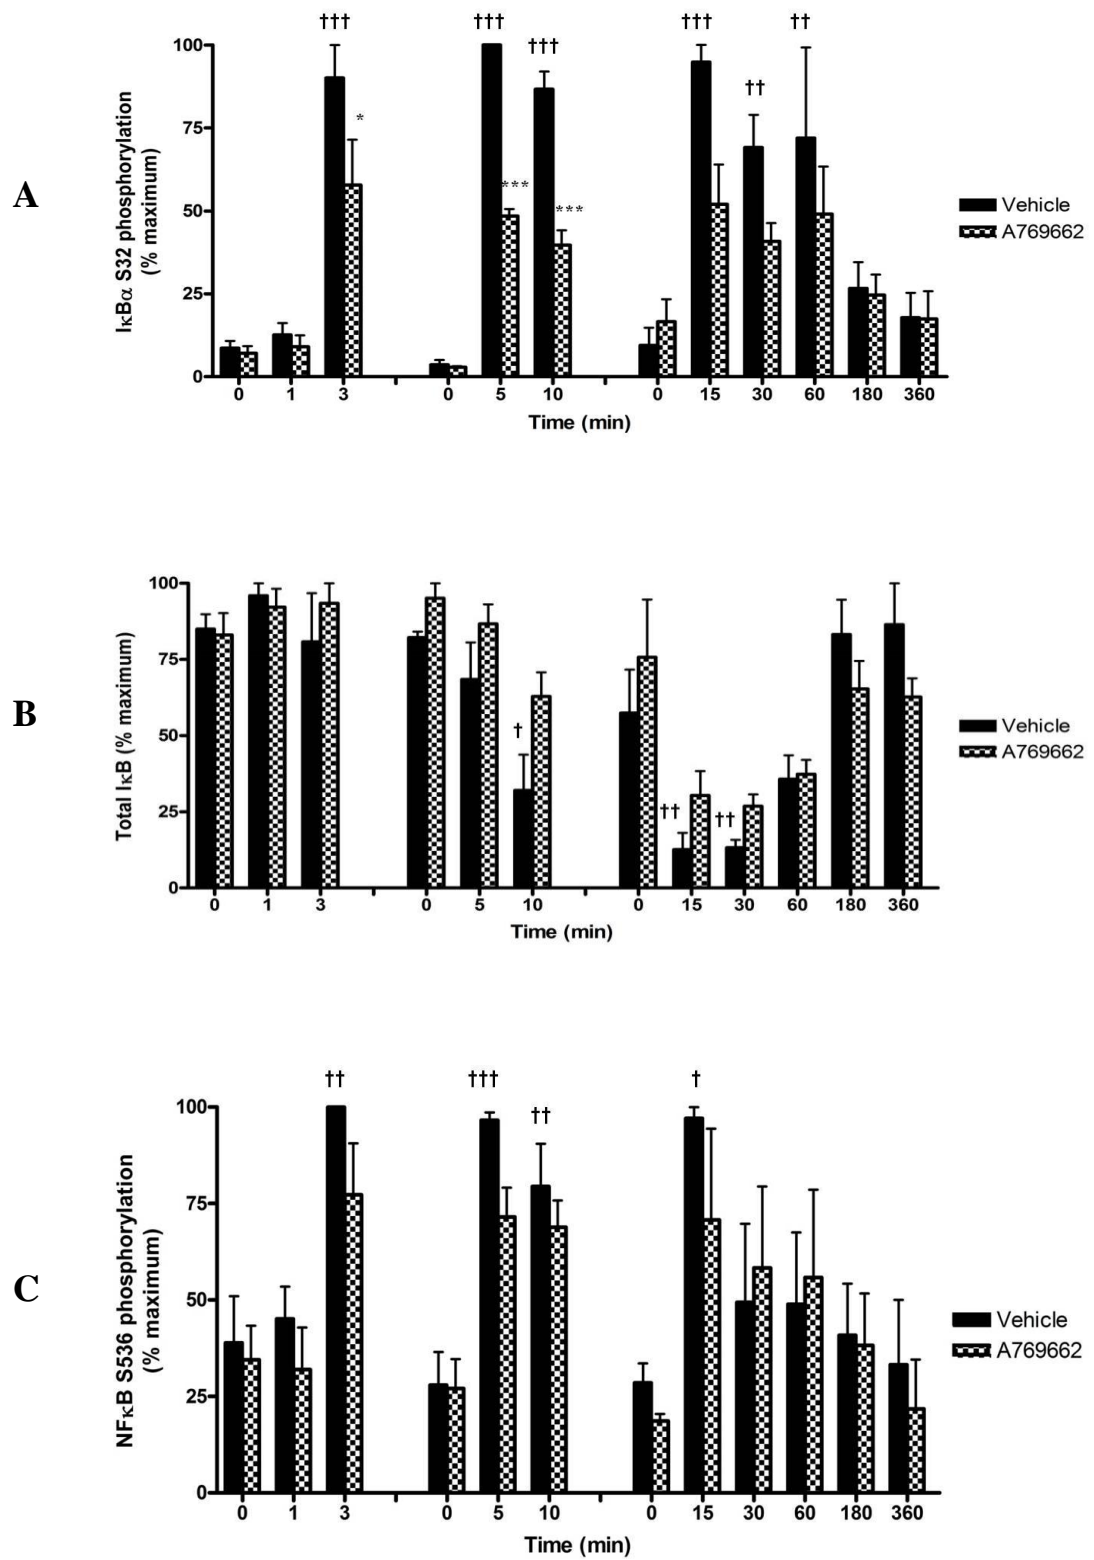 ††† ††† ††† ††
†††
††
100
75
50
25
0
*
***
***
A
IκBα S32 phosphorylation
(% maximum)
Vehicle
A769662
0 1 3 0 5 10 0 15 30 60 180 360
Time (min)
100
75
50
25
0
†
†† ††
B
Total IκB (% maximum)
Vehicle
A769662
0 1 3 0 5 10 0 15 30 60 180 360
Time (min)
†† ††† †
††
100
75
50
25
0
C
NFκB S536 phosphorylation
(% maximum)
Vehicle
A769662
0 1 3 0 5 10 0 15 30 60 180 360
Time (min)